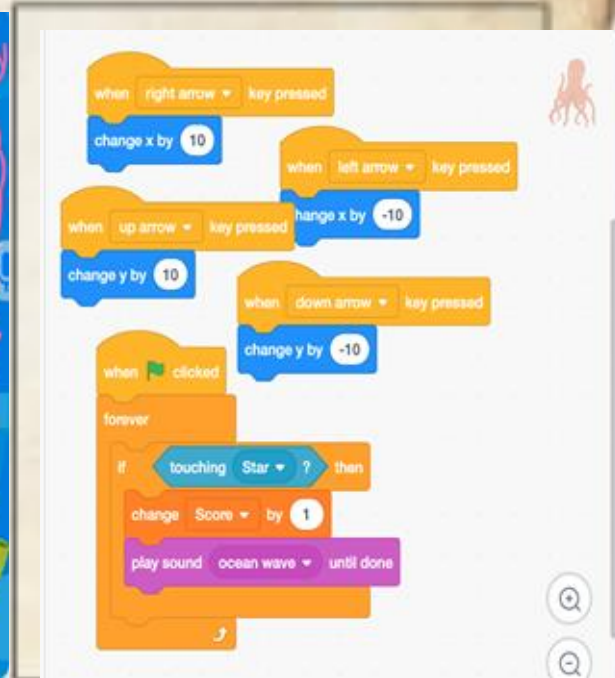 when right arrow key pressed
change x by 10
when left arrow key pressed
hange x by -10
when up arrow key pressed
change y by 10
when down arrow key pressed
change y by -10
when clicked
forever
if touching Star ? then
change Score by 1
play sound ocean wave until done